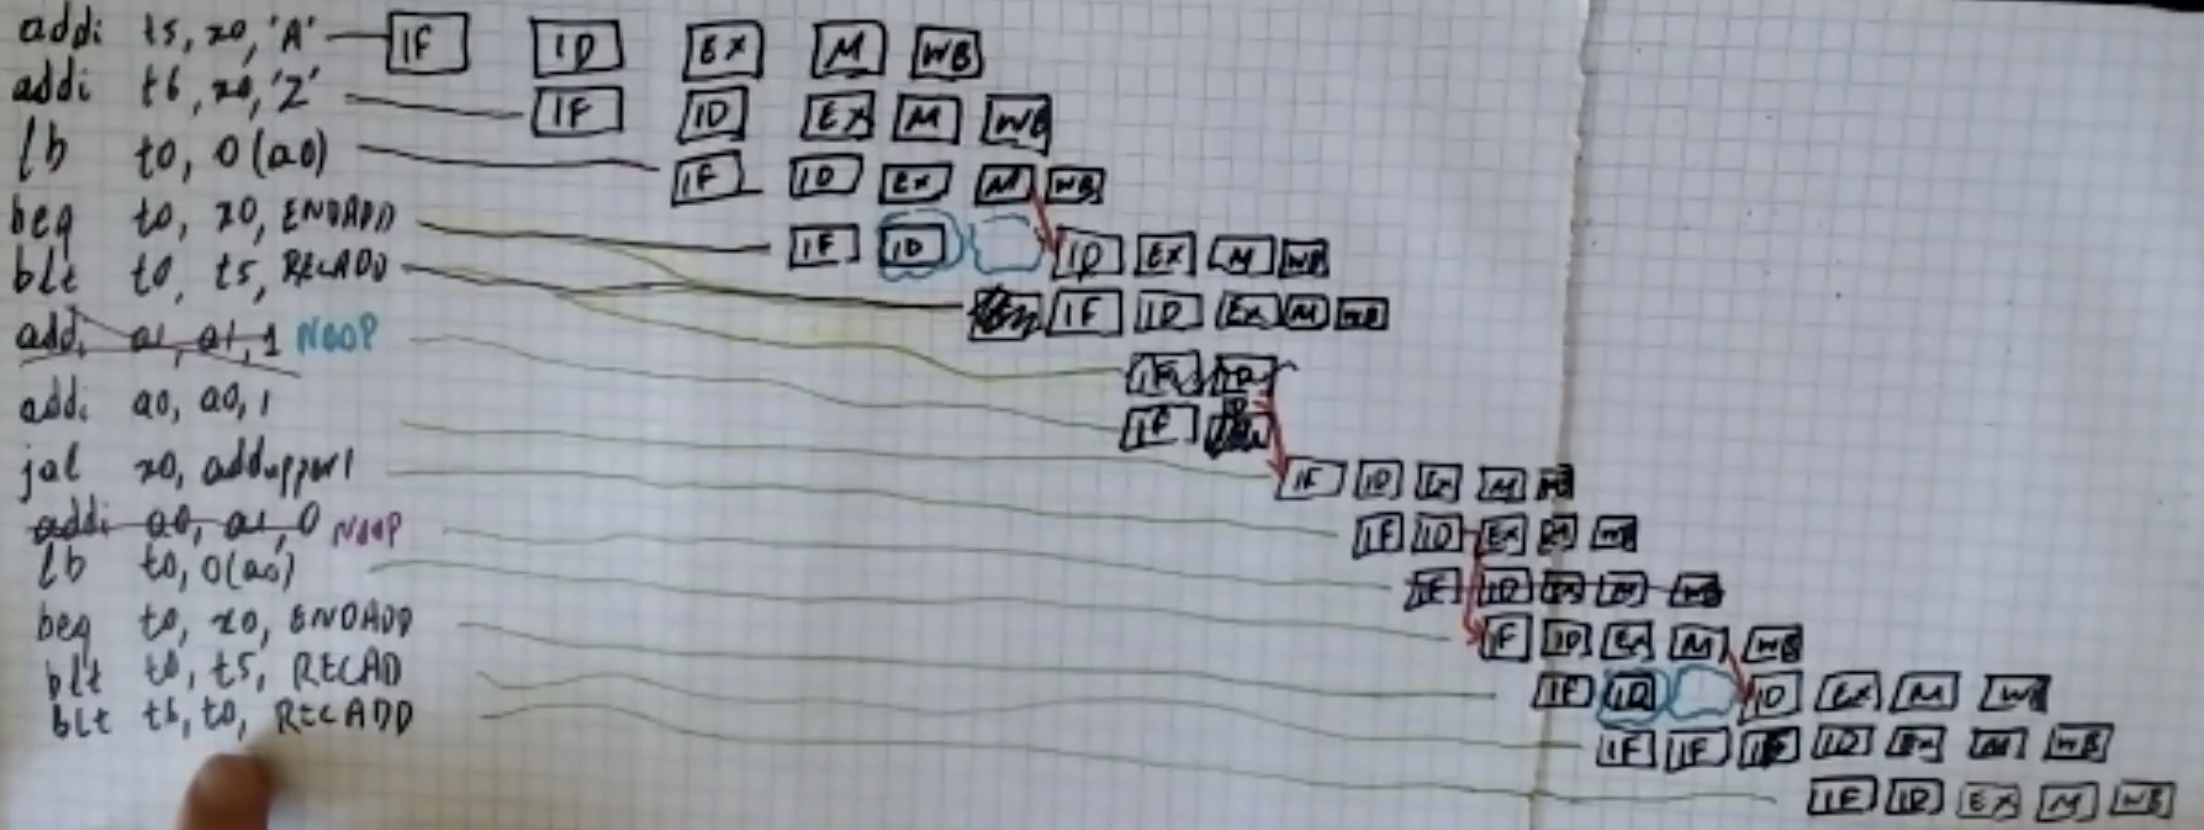 addi t5, x0, 'A' IF ID EX M WB
addi t6, x0, 'Z' IF ID EX M WB
lb t0, 0(a0) IF ID EX M WB
beq t0, x0, ENDADD IF ID ID EX M WB
blt t0, t5, RECADD IF ID EX M WB
addi a1, a1, 1 NOOP IF
IF
addi a0, a0, 1 IF ID EX M WB
jal x0, addupper1 IF ID EX M WB
addi a0, a1, 0 NOOP IF ID EX M WB
lb t0, 0(a0) IF ID EX M WB
beq t0, x0, ENDADD IF ID ID EX M WB
blt t0, t5, RECAD IF IF IF ID EX M WB
blt t6, t0, RECADD IF ID EX M WB